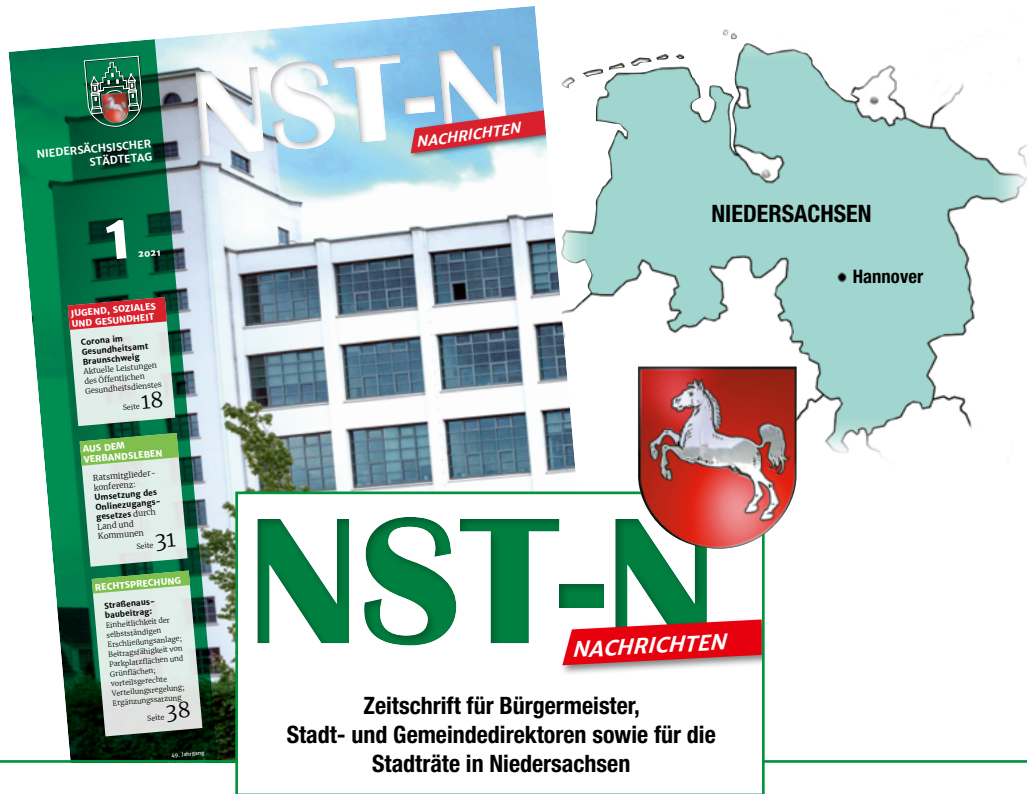 NIEDERSÄCHSISCHER
STÄDTETAG
NST-N
NACHRICHTEN
1 2021
JUGEND, SOZIALES
UND GESUNDHEIT
Corona im
Gesundheitsamt
Braunschweig
Aktuelle Leistungen
des Öffentlichen
Gesundheitsdienstes
Seite 18
AUS DEM
VERBANDSLEBEN
Ratsmitglieder-
konferenz:
Umsetzung des
Onlinezugangs-
gesetzes durch
Land und
Kommunen
Seite 31
RECHTSPRECHUNG
Straßenaus-
baubeitrag:
Einheitlichkeit der
selbstständigen
Erschließungsanlage;
Beitragsfähigkeit von
Parkplatzflächen und
Grünflächen;
vorteilsgerechte
Verteilungsregelung;
Ergänzungssatzung
Seite 38
49. Jahrgang
NIEDERSACHSEN
Hannover
NST-N
NACHRICHTEN
Zeitschrift für Bürgermeister,
Stadt- und Gemeindedirektoren sowie für die
Stadträte in Niedersachsen